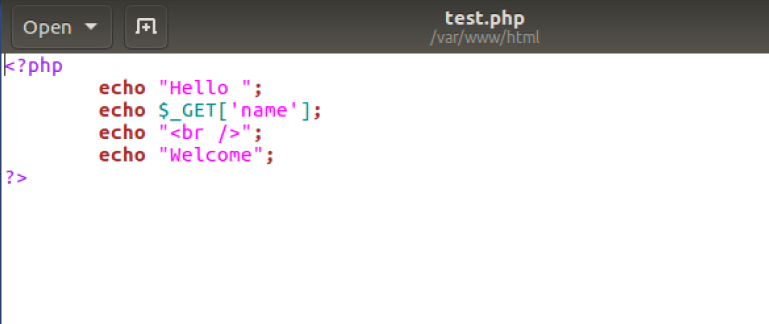 Open
test.php
/var/www/html
<?php
echo "Hello ";
echo $_GET['name'];
echo "<br />";
echo "Welcome";
?>